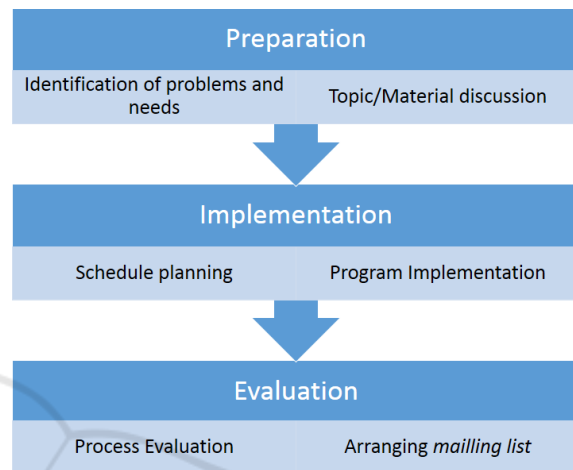 Preparation
Identification of problems and
needs
Topic/Material discussion
Implementation
Schedule planning
Program Implementation
Evaluation
Process Evaluation
Arranging mailling list